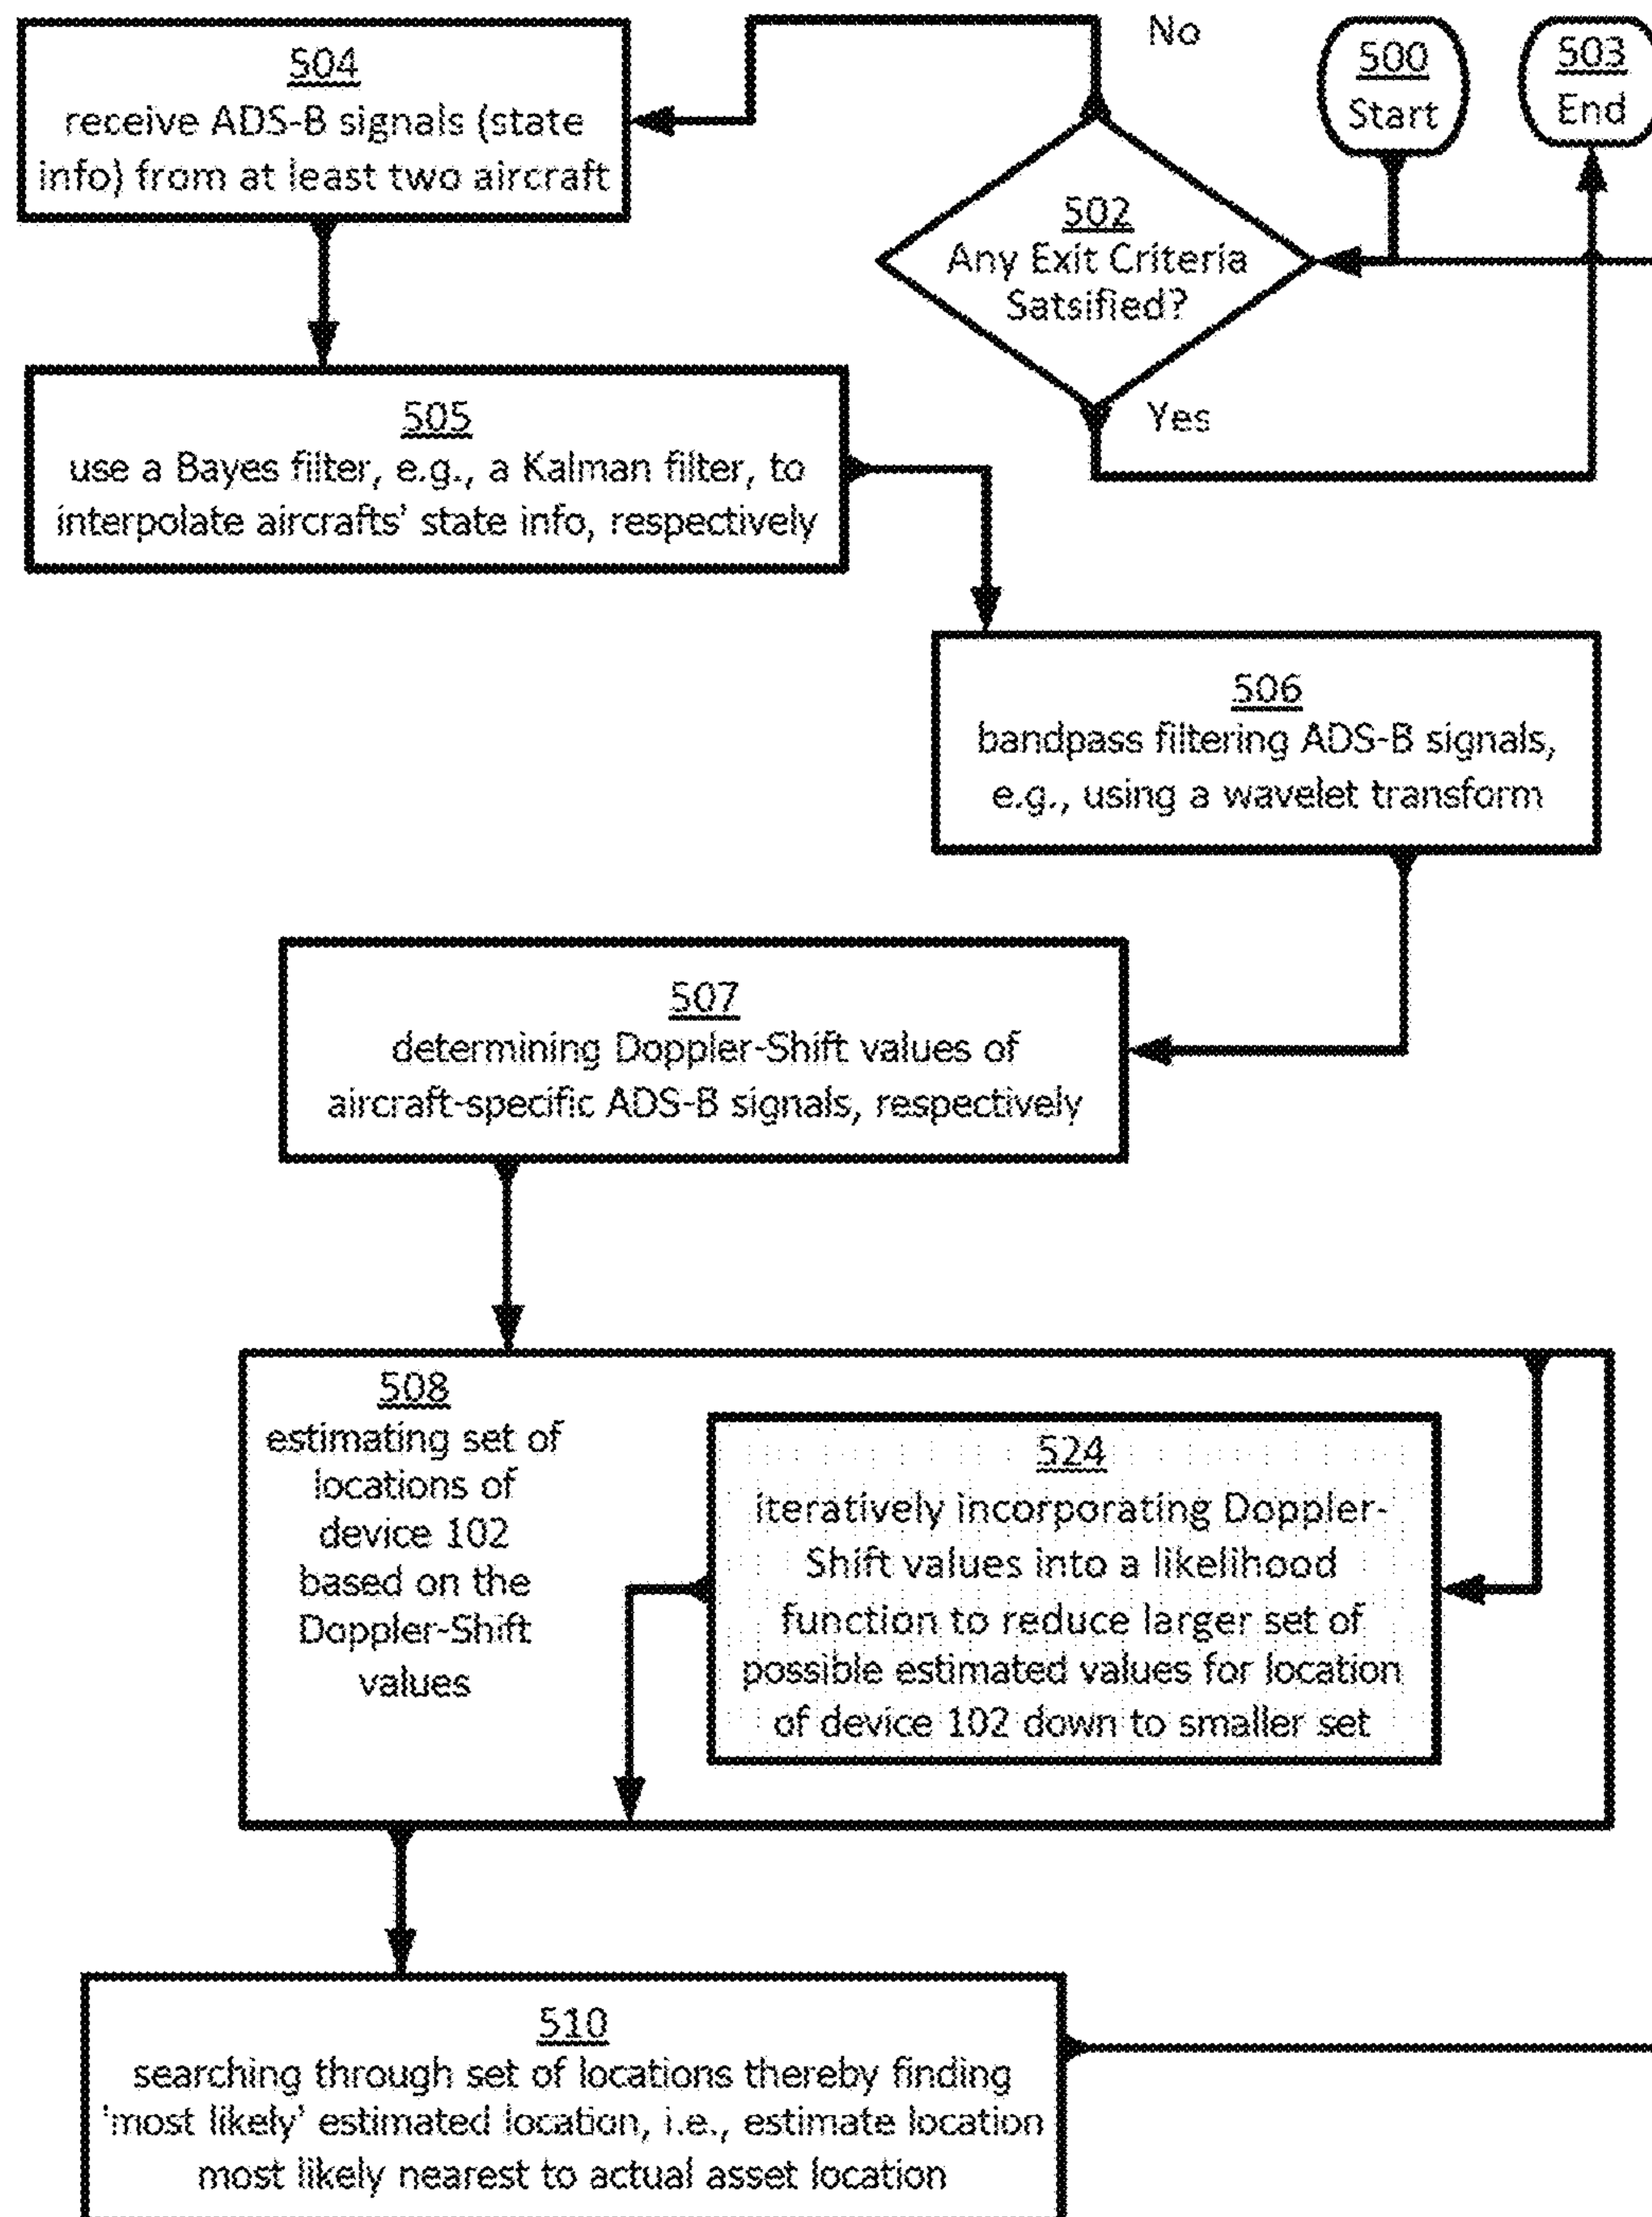 504
receive ADS-B signals (state
info) from at least two aircraft
No
500
Start
503
End
502
Any Exit Criteria
Satsified?
Yes
505
use a Bayes filter, e.g., a Kalman filter, to
interpolate aircrafts' state info, respectively
506
bandpass filtering ADS-B signals,
e.g., using a wavelet transform
507
determining Doppler-Shift values of
aircraft-specific ADS-B signals, respectively
508
estimating set of
locations of
device 102
based on the
Doppler-Shift
values
524
iteratively incorporating Doppler-
Shift values into a likelihood
function to reduce larger set of
possible estimated values for location
of device 102 down to smaller set
510
searching through set of locations thereby finding
'most likely' estimated location, i.e., estimate location
most likely nearest to actual asset location